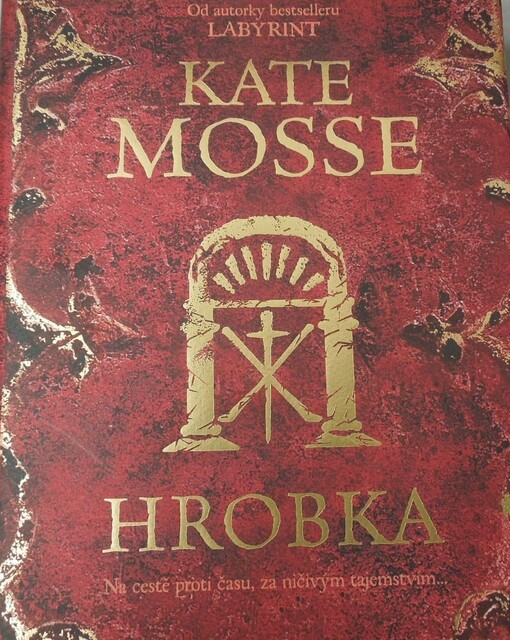 Od autorky bestselleru
LABYRINT
KATE
MOSSE
HROBKA
Na cestě proti času, za ničivým tajemstvím...